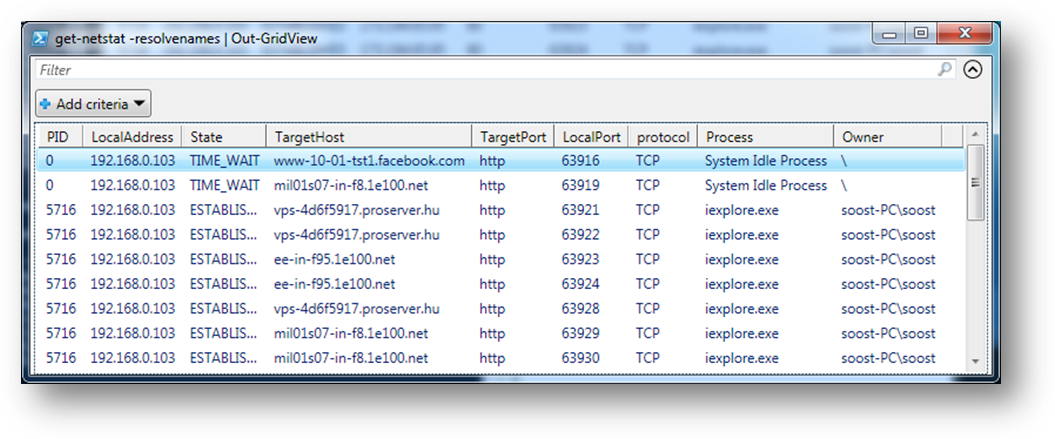 get-netstat -resolvenames | Out-GridView
Filter
Add criteria
PID LocalAddress State TargetHost TargetPort LocalPort protocol Process Owner
0 192.168.0.103 TIME_WAIT www-10-01-tst1.facebook.com http 63916 TCP System Idle Process \
0 192.168.0.103 TIME_WAIT mil01s07-in-f8.1e100.net http 63919 TCP System Idle Process \
5716 192.168.0.103 ESTABLIS... vps-4d6f5917.proserver.hu http 63921 TCP iexplore.exe soost-PC\soost
5716 192.168.0.103 ESTABLIS... vps-4d6f5917.proserver.hu http 63922 TCP iexplore.exe soost-PC\soost
5716 192.168.0.103 ESTABLIS... ee-in-f95.1e100.net http 63923 TCP iexplore.exe soost-PC\soost
5716 192.168.0.103 ESTABLIS... ee-in-f95.1e100.net http 63924 TCP iexplore.exe soost-PC\soost
5716 192.168.0.103 ESTABLIS... vps-4d6f5917.proserver.hu http 63928 TCP iexplore.exe soost-PC\soost
5716 192.168.0.103 ESTABLIS... mil01s07-in-f8.1e100.net http 63929 TCP iexplore.exe soost-PC\soost
5716 192.168.0.103 ESTABLIS... mil01s07-in-f8.1e100.net http 63930 TCP iexplore.exe soost-PC\soost